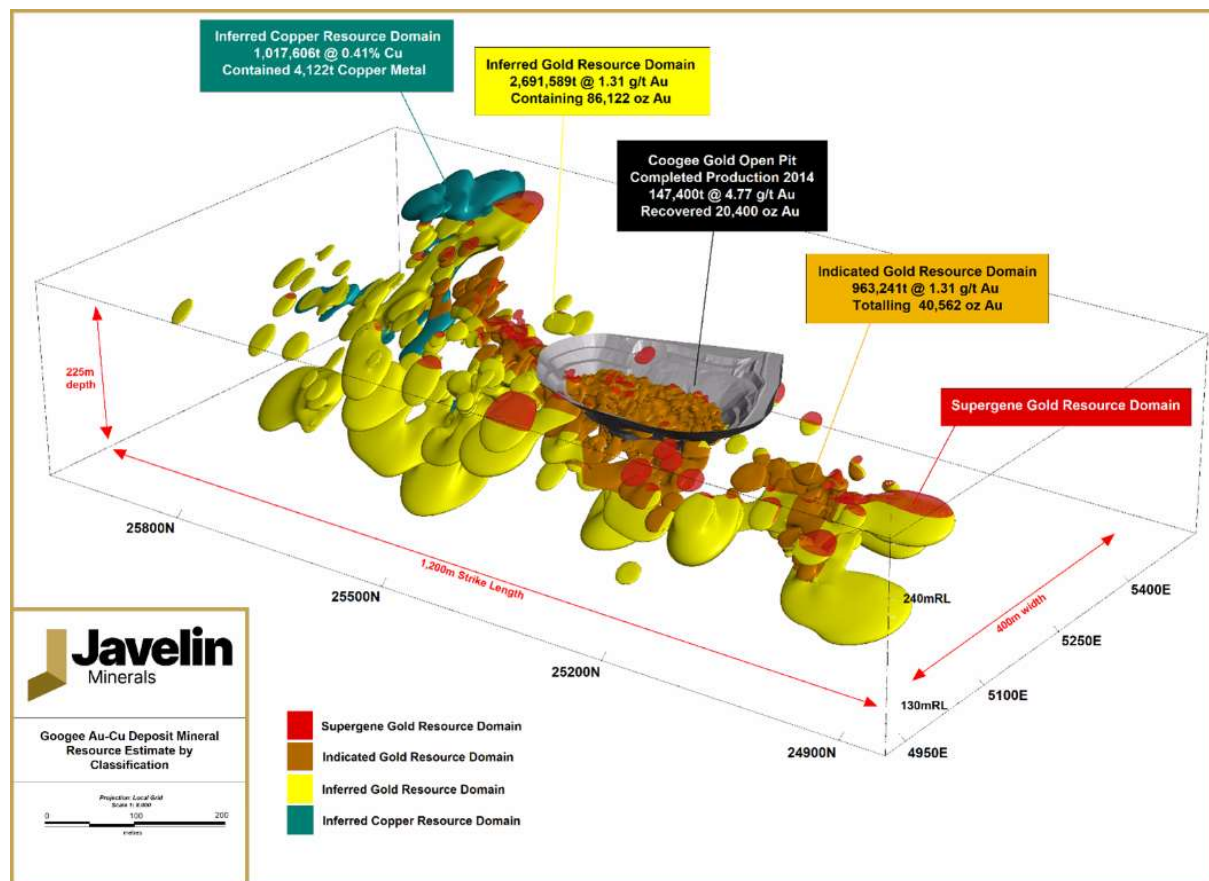 Inferred Copper Resource Domain
1,017,606t @ 0.41% Cu
Contained 4,122t Copper Metal
Inferred Gold Resource Domain
2,691,589t @ 1.31 g/t Au
Containing 86,122 oz Au
Coogee Gold Open Pit
Completed Production 2014
147,400t @ 4.77 g/t Au
Recovered 20,400 oz Au
Indicated Gold Resource Domain
963,241t @ 1.31 g/t Au
Totalling 40,562 oz Au
Supergene Gold Resource Domain
225m
depth
25800N
1,200m Strike Length
25500N
25200N
24900N
240mRL
130mRL
400m width
5400E
5250E
5100E
4950E
Javelin
Minerals
Googee Au-Cu Deposit Mineral
Resource Estimate by
Classification
Projection: Local Grid
0 100 200
metres
Supergene Gold Resource Domain
Indicated Gold Resource Domain
Inferred Gold Resource Domain
Inferred Copper Resource Domain